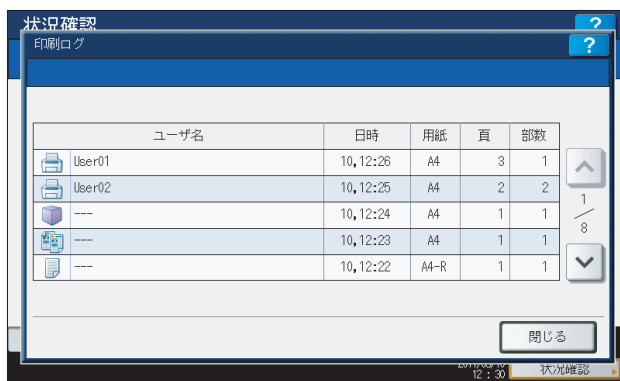 状況確認
?
印刷ログ
?
ユーザ名 日時 用紙 頁 部数
User01 10,12:26 A4 3 1
User02 10,12:25 A4 2 2
--- 10,12:24 A4 1 1
--- 10,12:23 A4 1 1
--- 10,12:22 A4-R 1 1
1
8
閉じる
12 : 30
状況確認